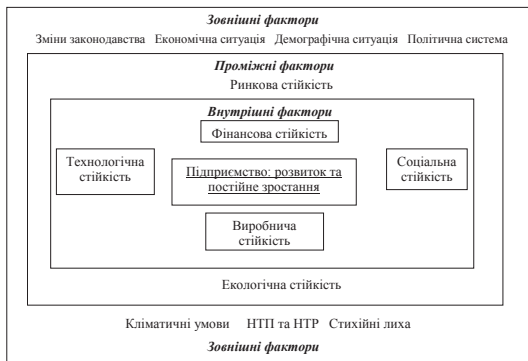 Зовнішні фактори
Зміни законодавства Економічна ситуація Демографічна ситуація Політична система
Проміжні фактори
Ринкова стійкість
Внутрішні фактори
Фінансова стійкість
Технологічна
стійкість
Підприємство: розвиток та
постійне зростання
Соціальна
стійкість
Виробнича
стійкість
Екологічна стійкість
Кліматичні умови НТП та НТР Стихійні лиха
Зовнішні фактори